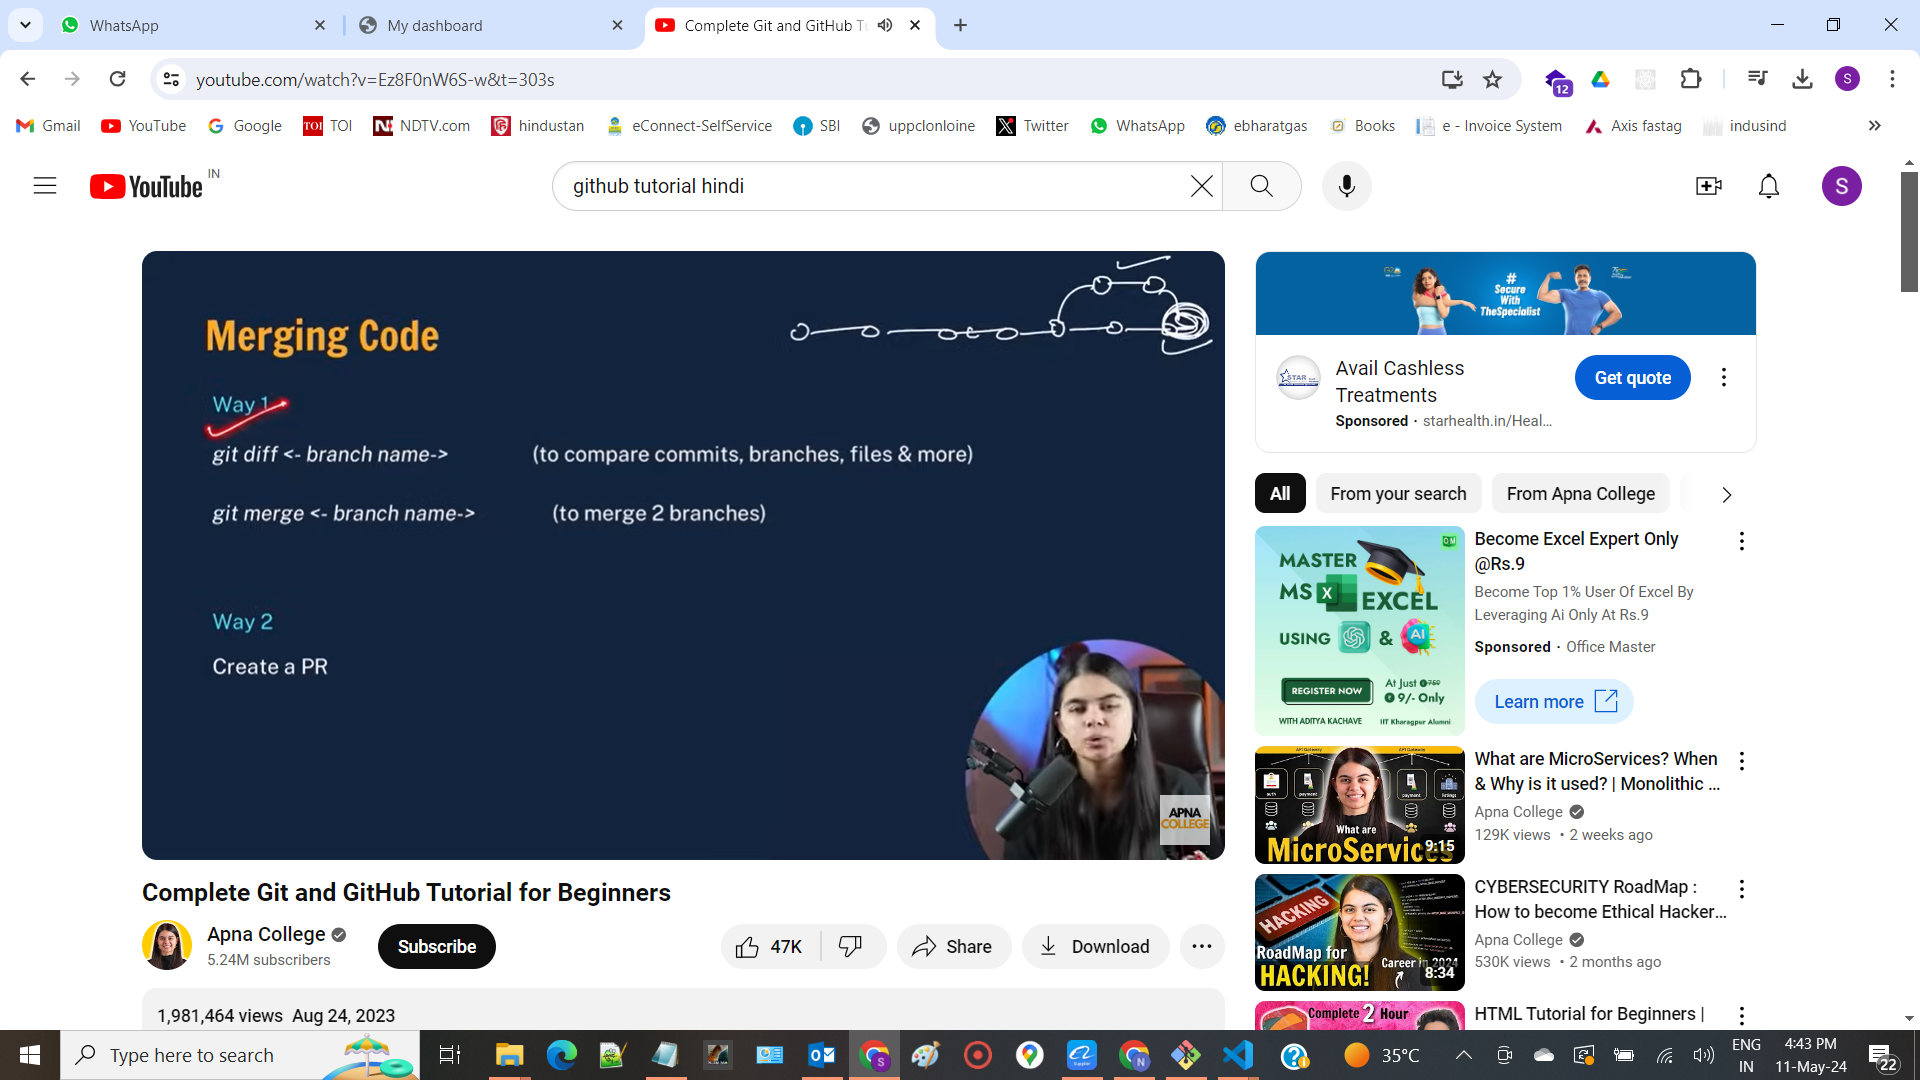 WhatsApp
My dashboard
Complete Git and GitHub Tu
youtube.com/watch?v=Ez8F0nW6S-w&t=303s
12
S
Gmail
YouTube
Google
TOI TOI
NDTV.com
hindustan
eConnect-SelfService
SBI
uppclonloine
Twitter
WhatsApp
ebharatgas
Books
e - Invoice System
Axis fastag
indusind
YouTube IN
github tutorial hindi
S
Merging Code
Way 1
git diff <- branch name-> (to compare commits, branches, files & more)
git merge <- branch name-> (to merge 2 branches)
Way 2
Create a PR
APNA
COLLEGE
Complete Git and GitHub Tutorial for Beginners
Apna College
5.24M subscribers
Subscribe
47K
Share
Download
1,981,464 views Aug 24, 2023
#
Secure
With
TheSpecialist
STAR
Avail Cashless
Treatments
Sponsored · starhealth.in/Heal...
Get quote
All
From your search
From Apna College
MASTER
MS X EXCEL
USING & AI
REGISTER NOW
At Just ₹750
₹ 9/- Only
WITH ADITYA KACHAVE
IIT Kharagpur Alumni
Become Excel Expert Only
@Rs.9
Become Top 1% User Of Excel By
Leveraging Ai Only At Rs.9
Sponsored · Office Master
Learn more
API Gateway
API Gateway
What are
MicroServices
9:15
What are MicroServices? When
& Why is it used? | Monolithic ...
Apna College
129K views • 2 weeks ago
HACKING
RoadMap for
HACKING!
Career in 2024
8:34
CYBERSECURITY RoadMap :
How to become Ethical Hacker...
Apna College
530K views • 2 months ago
Complete 2 Hour
HTML Tutorial for Beginners |
Type here to search
35°C
ENG
IN
4:43 PM
11-May-24
22